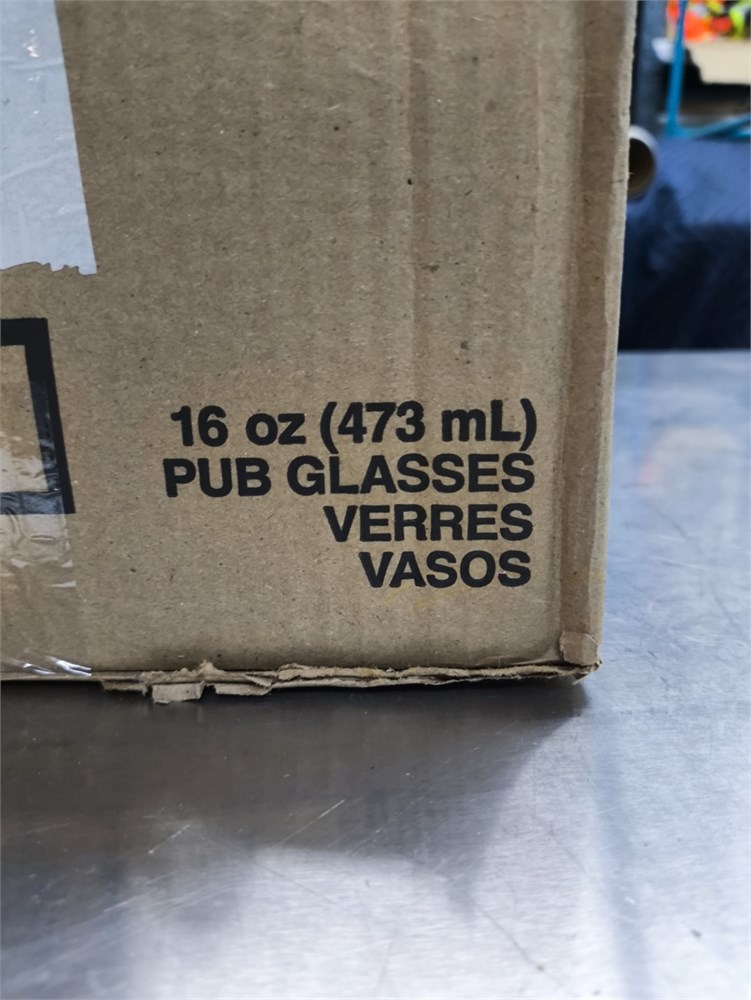 16 oz (473 mL)
PUB GLASSES
VERRES
VASOS